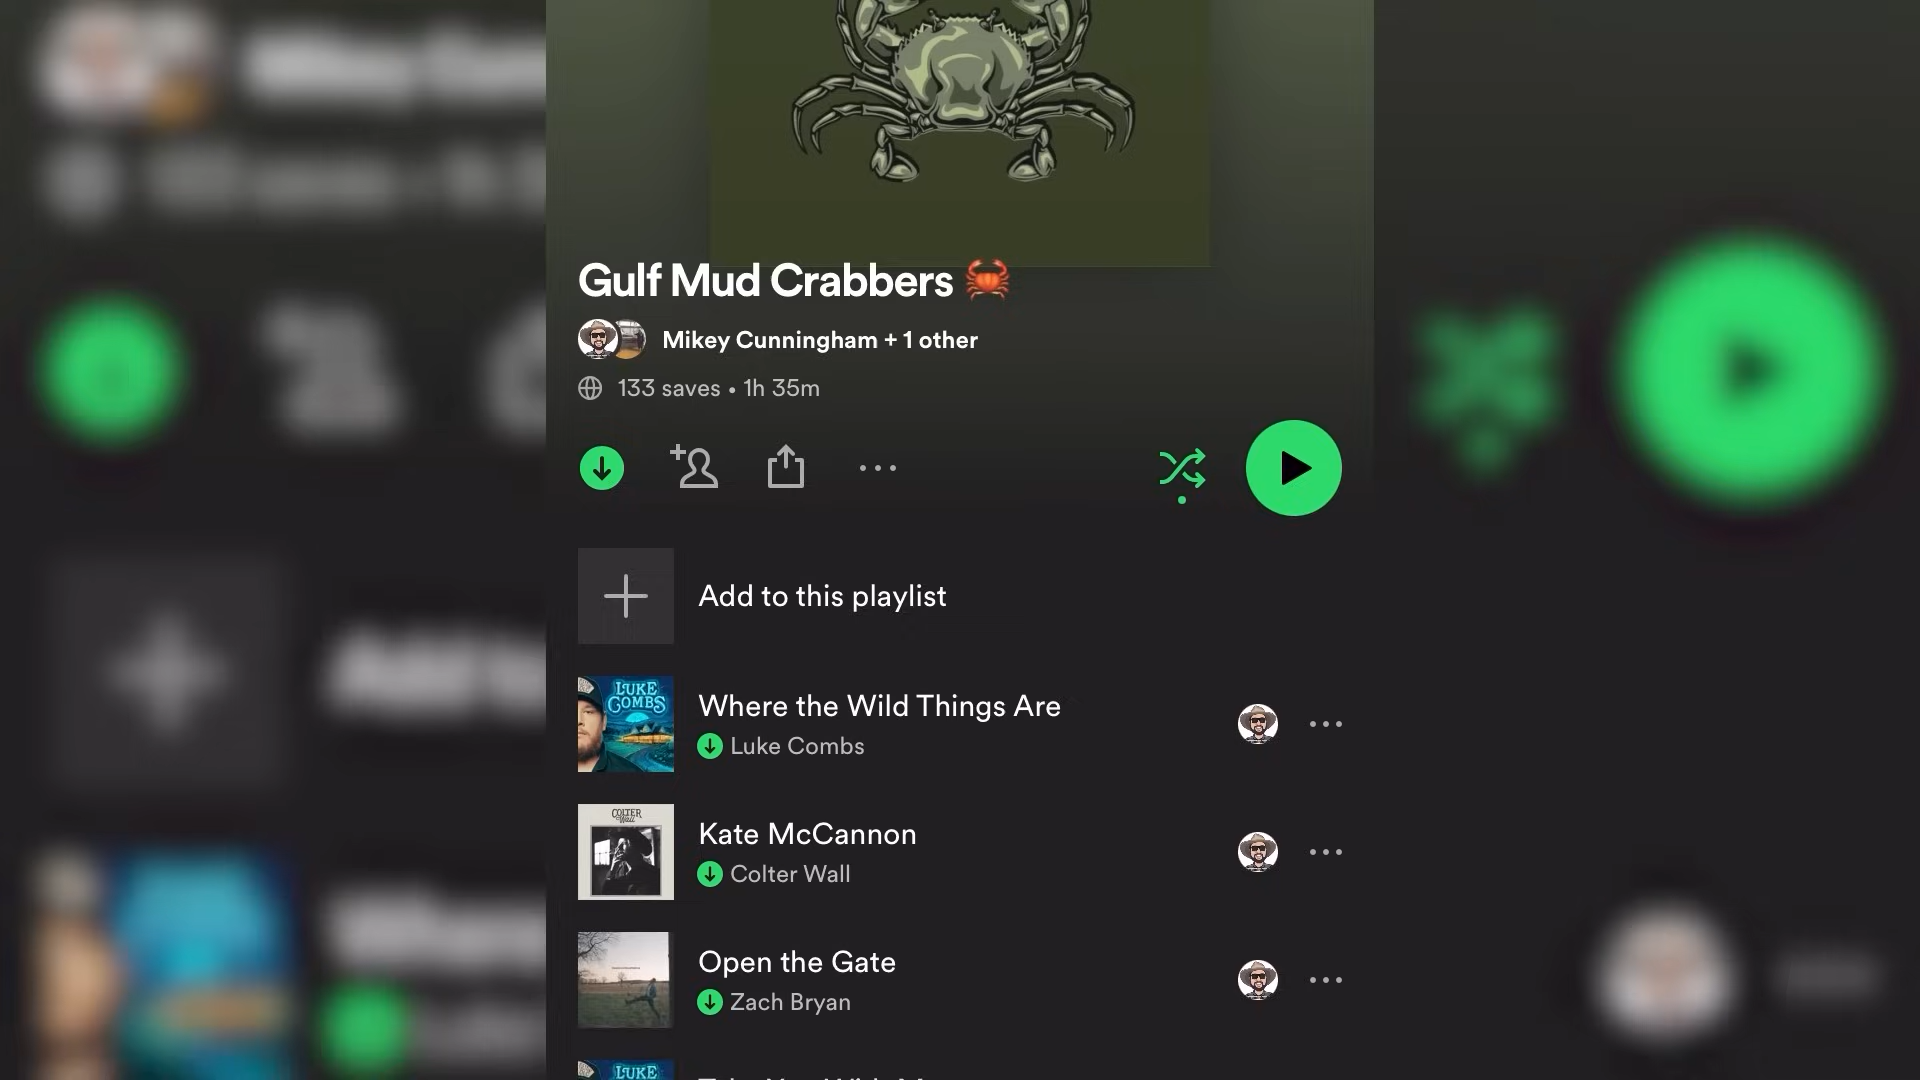 Gulf Mud Crabbers 🦀
Mikey Cunningham + 1 other
133 saves • 1h 35m
Add to this playlist
LUKE
COMBS
Where the Wild Things Are
Luke Combs
COLTER
Wall
Kate McCannon
Colter Wall
Open the Gate
Zach Bryan
LUKE